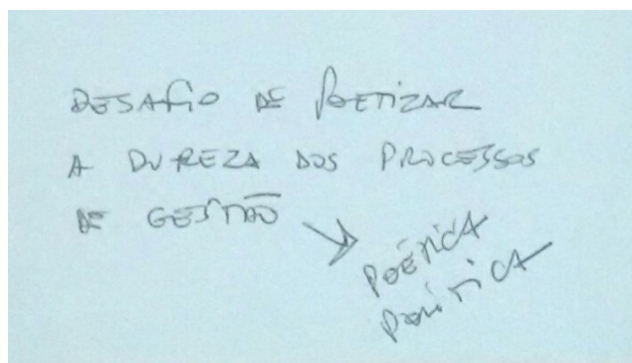 DESAFIO DE POETIZAR
A DUREZA DOS PROCESSOS
DE GESTÃO
POÉTICA
POLÍTICA